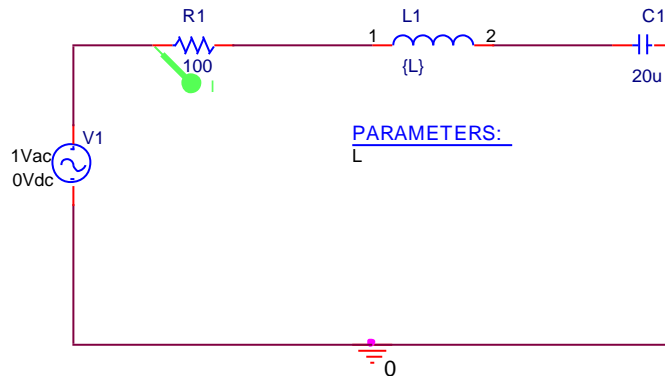 R1
L1
C1
100
1
2
{L}
20u
I
V1
1Vac
0Vdc
PARAMETERS:
L
0